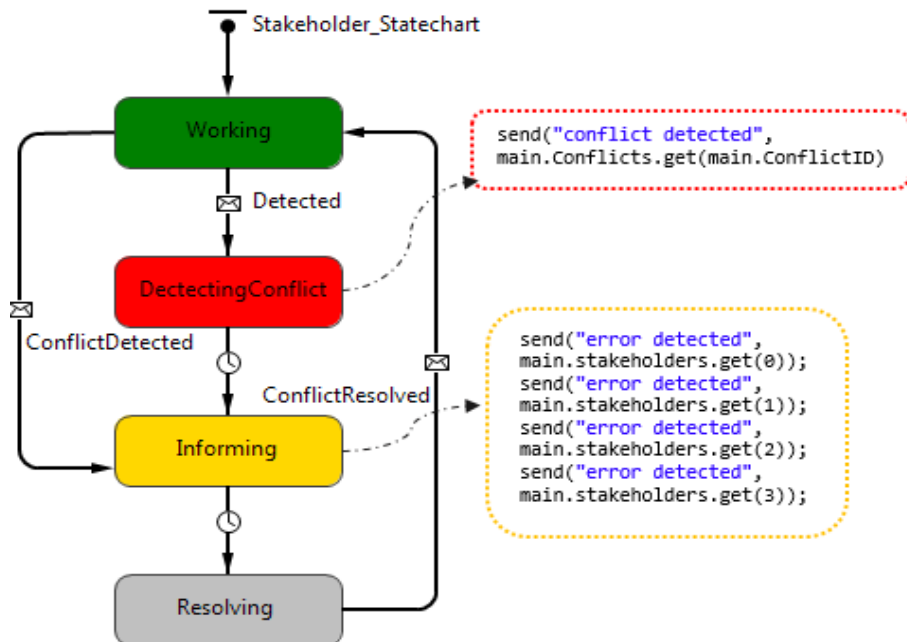 Stakeholder_Statechart
Working
send("conflict detected",
main.Conflicts.get(main.ConflictID)
Detected
DectectingConflict
ConflictDetected
send("error detected",
main.stakeholders.get(0));
send("error detected",
main.stakeholders.get(1));
send("error detected",
main.stakeholders.get(2));
send("error detected",
main.stakeholders.get(3));
ConflictResolved
Informing
Resolving